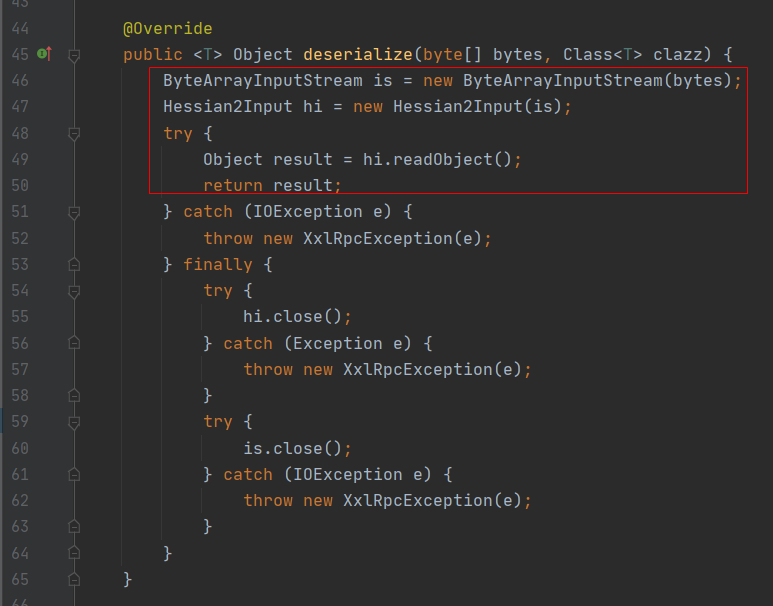 43
44 @Override
45 public <T> Object deserialize(byte[] bytes, Class<T> clazz) {
46 ByteArrayInputStream is = new ByteArrayInputStream(bytes);
47 Hessian2Input hi = new Hessian2Input(is);
48 try {
49 Object result = hi.readObject();
50 return result;
51 } catch (IOException e) {
52 throw new XxlRpcException(e);
53 } finally {
54 try {
55 hi.close();
56 } catch (Exception e) {
57 throw new XxlRpcException(e);
58 }
59 try {
60 is.close();
61 } catch (IOException e) {
62 throw new XxlRpcException(e);
63 }
64 }
65 }
66